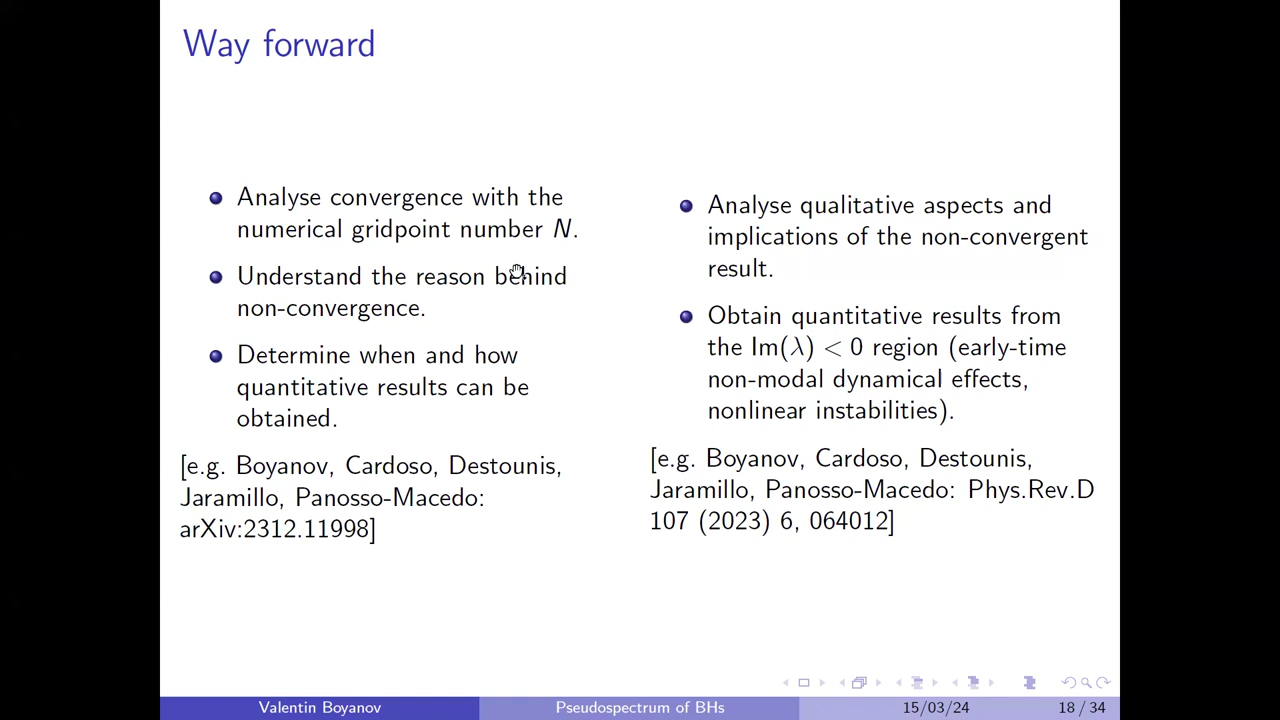 Way forward
Analyse convergence with the
numerical gridpoint number N.
Understand the reason behind
non-convergence.
Determine when and how
quantitative results can be
obtained.
[e.g. Boyanov, Cardoso, Destounis,
Jaramillo, Panosso-Macedo:
arXiv:2312.11998]
Analyse qualitative aspects and
implications of the non-convergent
result.
Obtain quantitative results from
the Im(λ) < 0 region (early-time
non-modal dynamical effects,
nonlinear instabilities).
[e.g. Boyanov, Cardoso, Destounis,
Jaramillo, Panosso-Macedo: Phys.Rev.D
107 (2023) 6, 064012]
Valentin Boyanov
Pseudospectrum of BHs
15/03/24
18 / 34